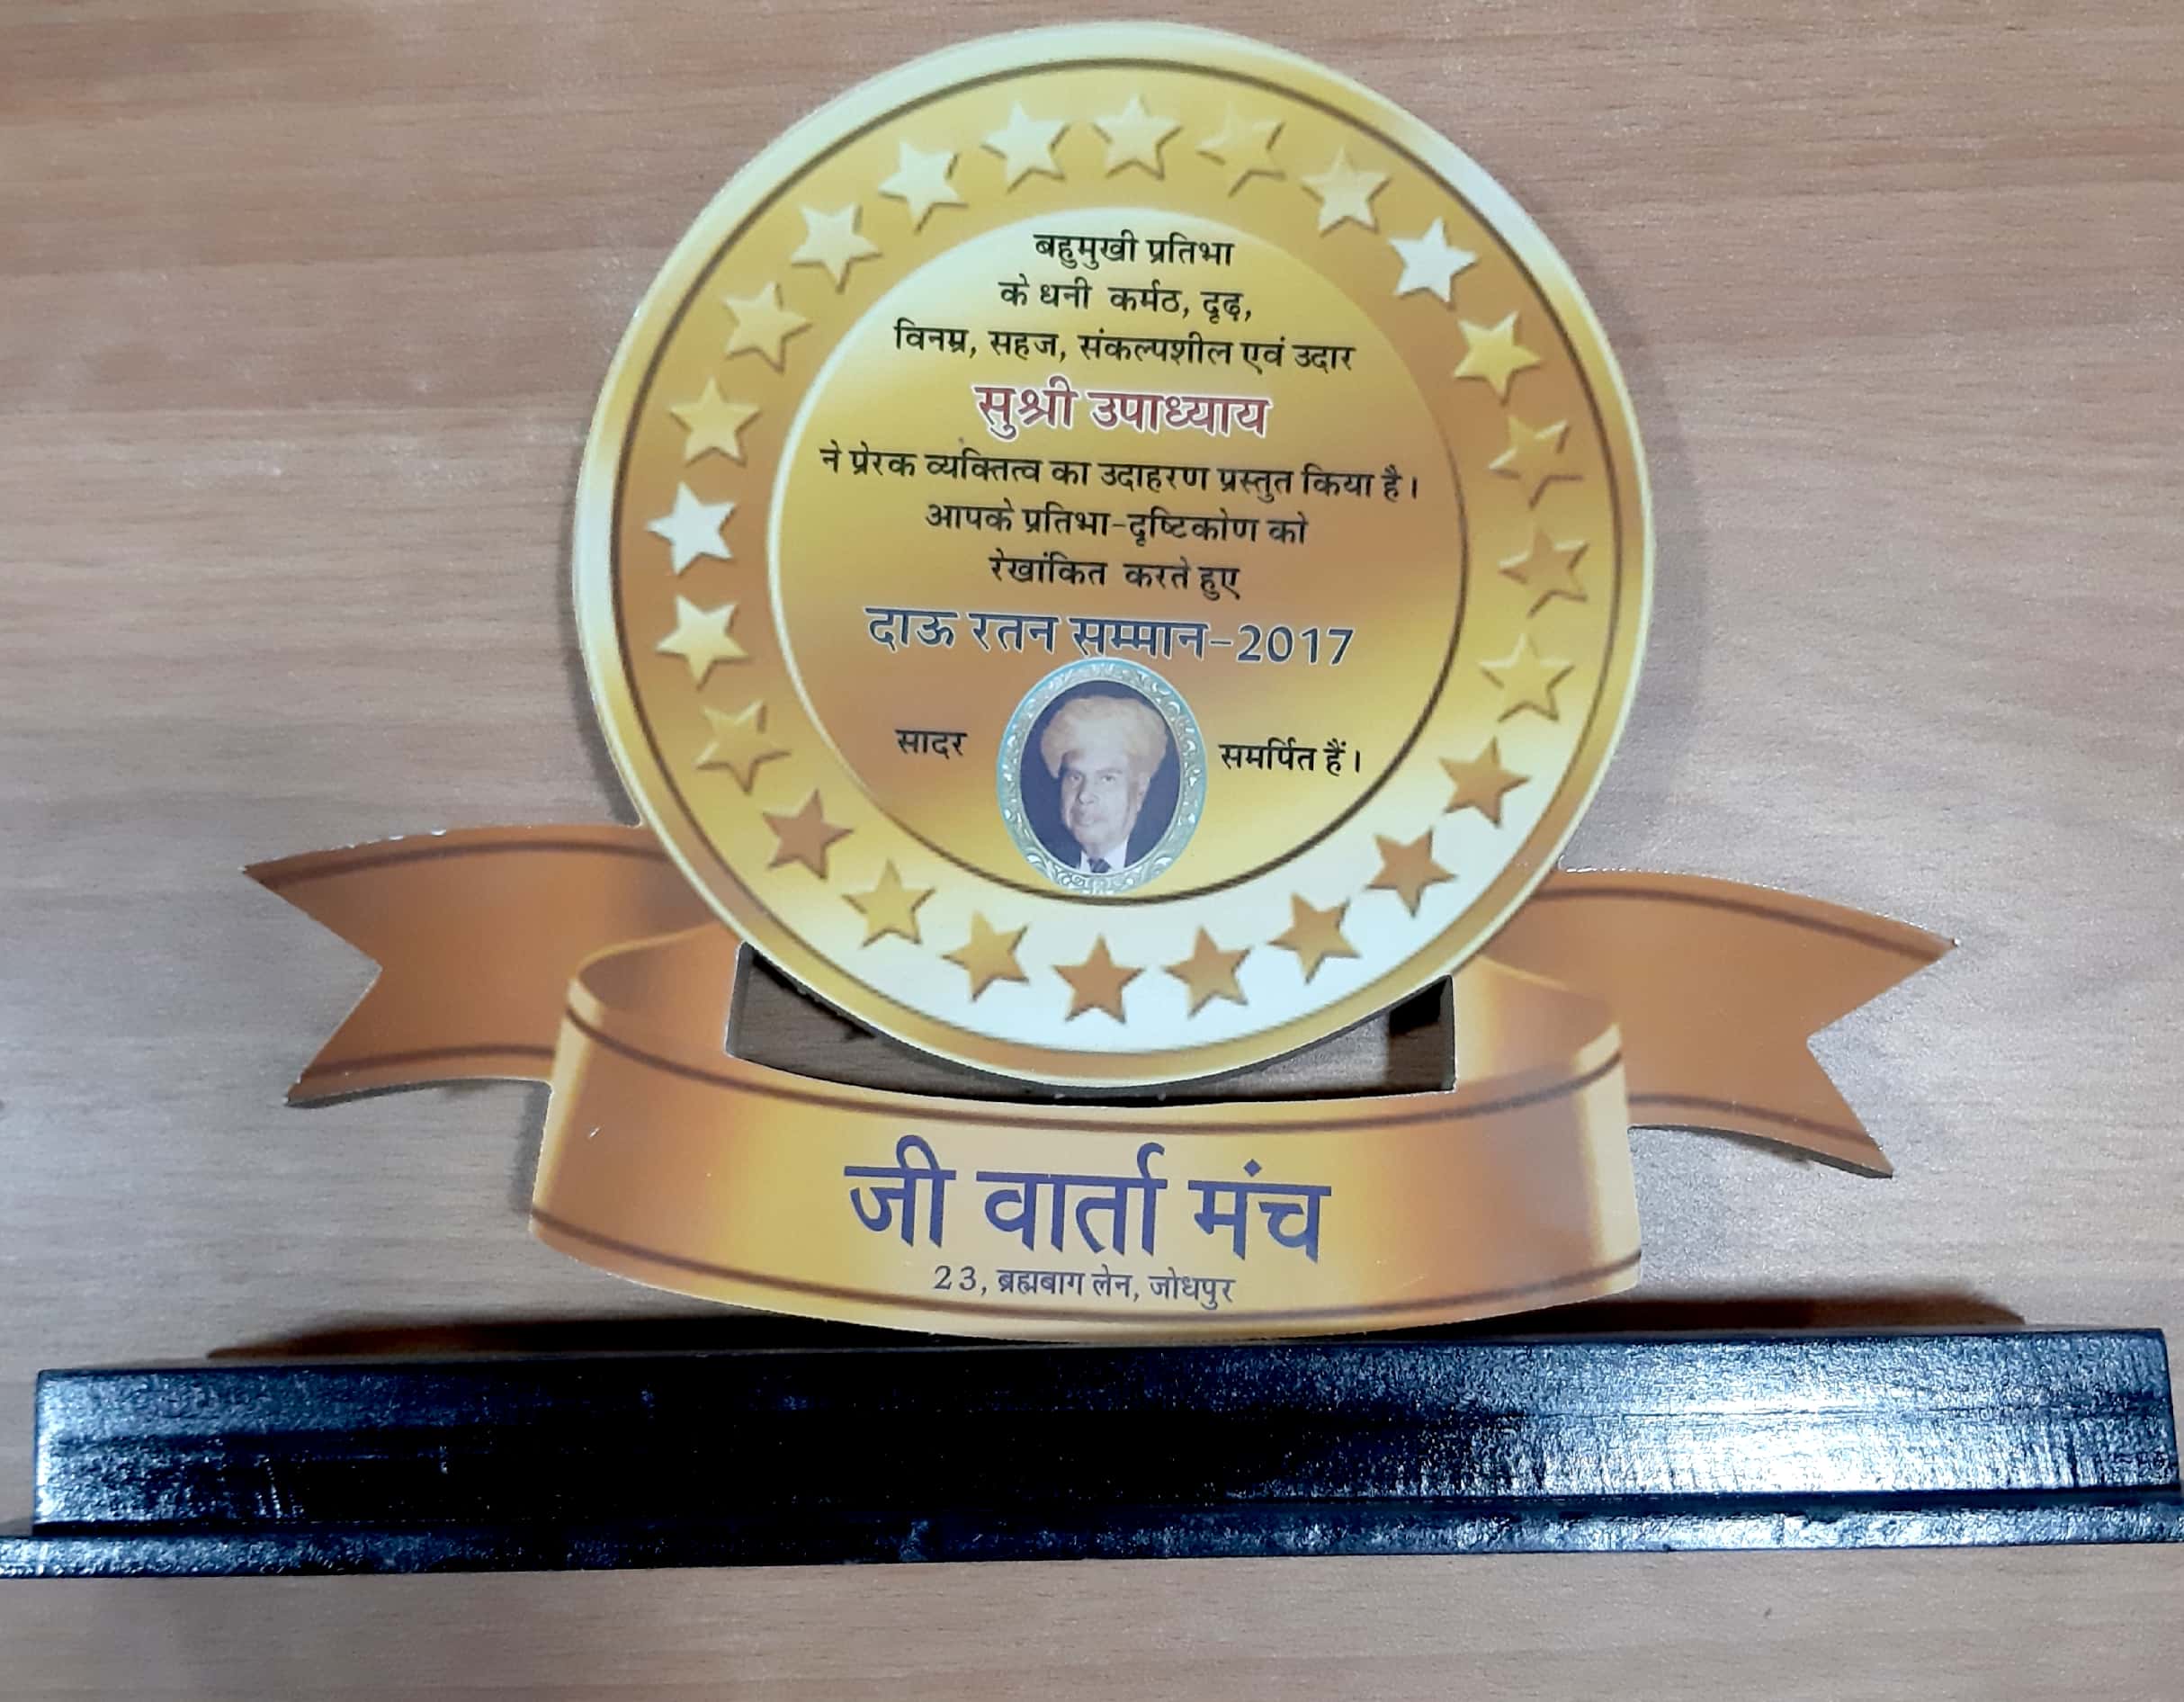 बहुमुखी प्रतिभा
के धनी कर्मठ, दृढ़,
विनम्र, सहज, संकल्पशील एवं उदार
सुश्री उपाध्याय
ने प्रेरक व्यक्तित्व का उदाहरण प्रस्तुत किया है।
आपके प्रतिभा-दृष्टिकोण को
रेखांकित करते हुए
दाऊ रतन सम्मान-2017
सादर समर्पित हैं।
जी वार्ता मंच
23, ब्रह्मबाग लेन, जोधपुर